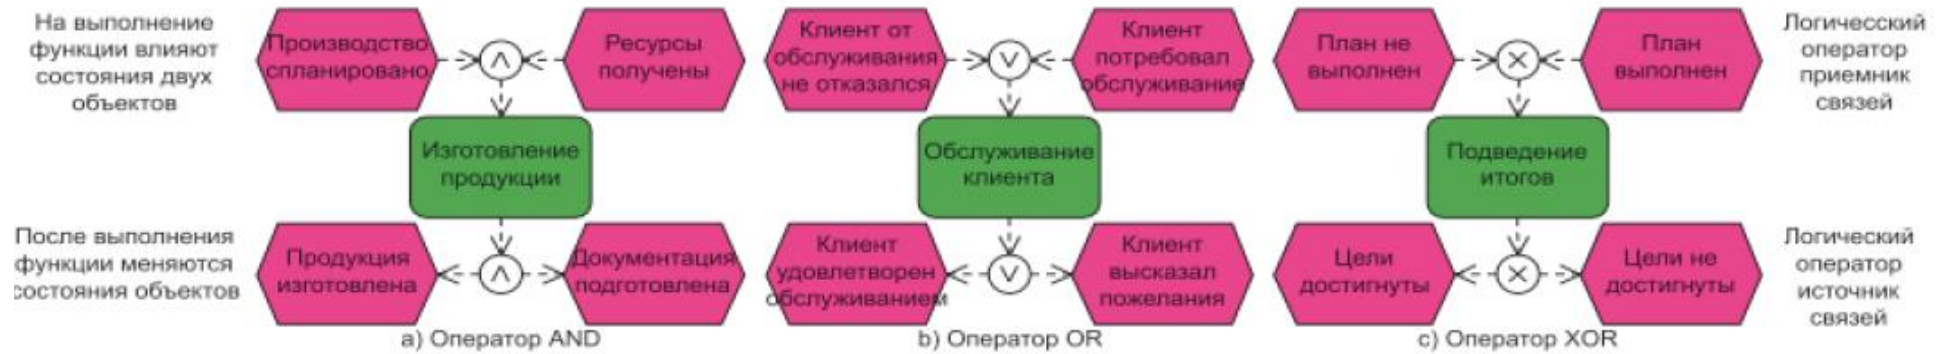 На выполнение
функции влияют
состояния двух
объектов
Производство
спланировано
Ресурсы
получены
Клиент от
обслуживания
не отказался
Клиент
потребовал
обслуживание
План не
выполнен
План
выполнен
Логичесский
оператор
приемник
связей
Изготовление
продукции
Обслуживание
клиента
Подведение
итогов
После выполнения
функции меняются
состояния объектов
Продукция
изготовлена
Документация
подготовлена
Клиент
удовлетворен
обслуживанием
Клиент
высказал
пожелания
Цели
достигнуты
Цели не
достигнуты
Логический
оператор
источник
связей
a) Оператор AND
b) Оператор OR
c) Оператор XOR